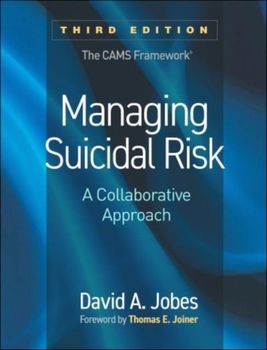 THIRD EDITION
The CAMS Framework®
Managing
Suicidal Risk
A Collaborative
Approach
David A. Jobes
Foreword by Thomas E. Joiner